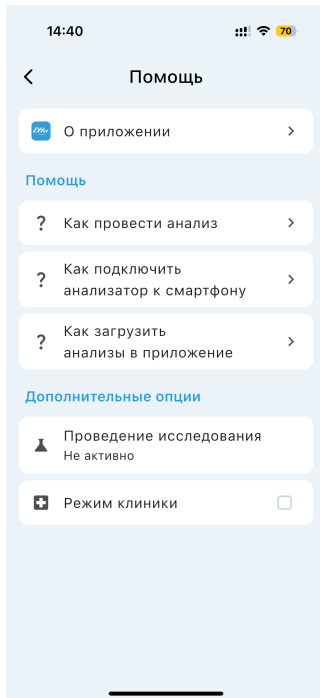 14:40
70
Помощь
О приложении
Помощь
? Как провести анализ
? Как подключить
анализатор к смартфону
? Как загрузить
анализы в приложение
Дополнительные опции
Проведение исследования
Не активно
Режим клиники